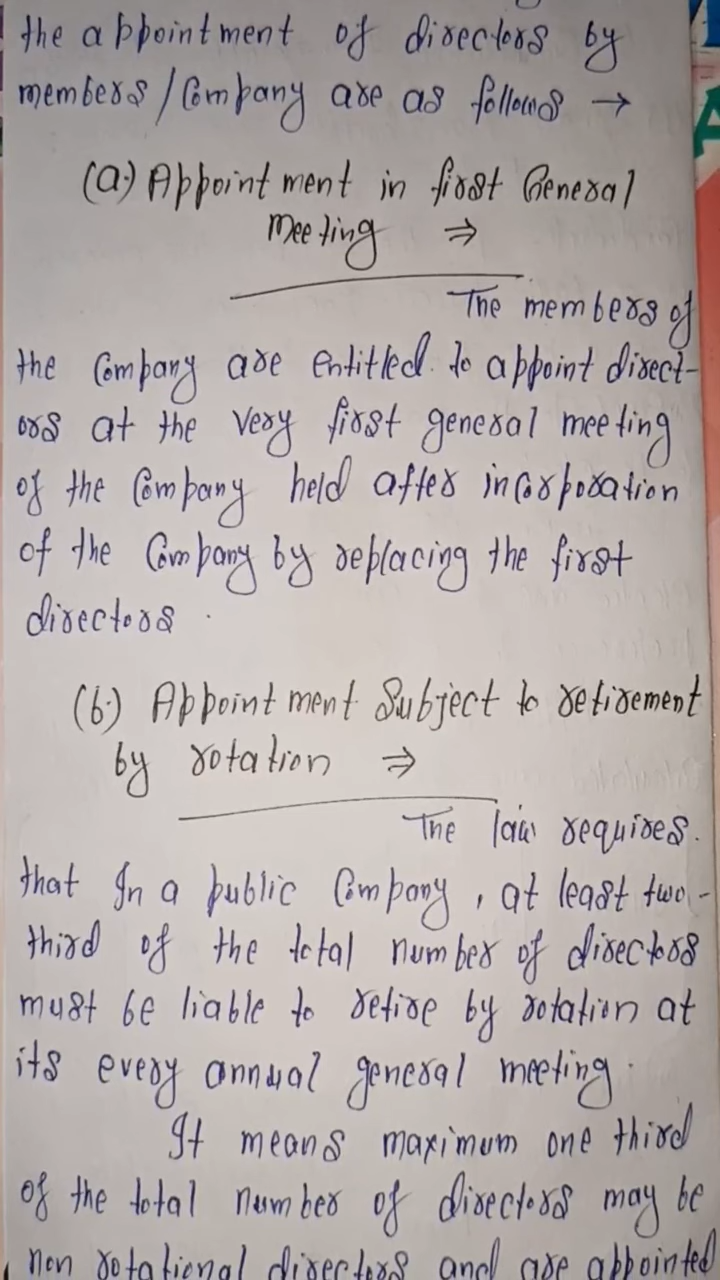 the appointment of directors by
members/Company are as follows →
(a) Appointment in first General
Meeting ⇒
The members of
the Company are entitled to appoint direct-
ors at the very first general meeting
of the Company held after incorporation
of the Company by replacing the first
directors.
(b) Appointment Subject to retirement
by rotation ⇒
The law requires.
that In a public Company, at least two-
third of the total number of directors
must be liable to retire by rotation at
its every annual general meeting.
It means maximum one third
of the total number of directors may be
non rotational directors and are appointed